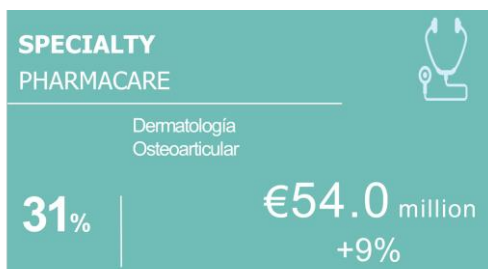 SPECIALTY
PHARMACARE
Dermatología
Osteoarticular
31%
€54.0 million
+9%